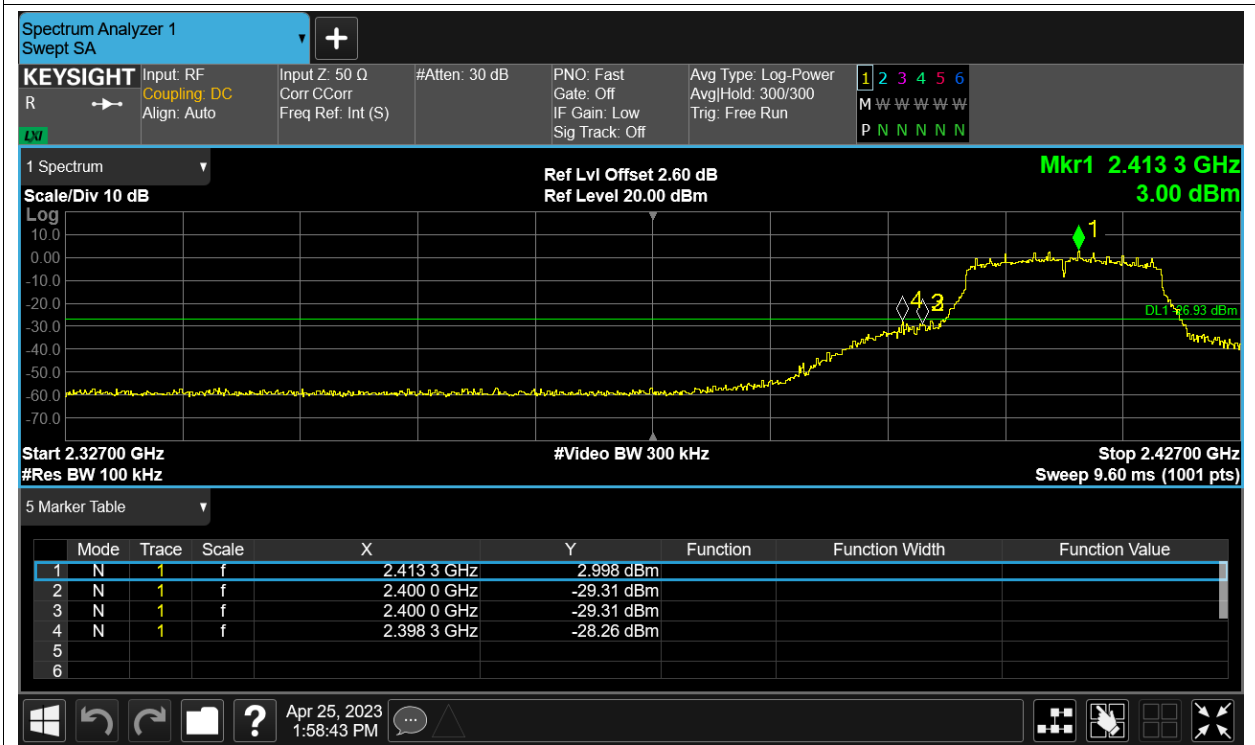 Spectrum Analyzer 1
Swept SA
+
KEYSIGHT Input: RF Input Z: 50 Ω #Atten: 30 dB PNO: Fast Avg Type: Log-Power 1 2 3 4 5 6
R Coupling: DC Corr CCorr Gate: Off Avg|Hold: 300/300 M W W W W W
Align: Auto Freq Ref: Int (S) IF Gain: Low Trig: Free Run
LXI Sig Track: Off P N N N N N
1 Spectrum Ref Lvl Offset 2.60 dB Mkr1 2.413 3 GHz
Scale/Div 10 dB Ref Level 20.00 dBm 3.00 dBm
Log
10.0 1
0.00
-10.0
-20.0 4
-30.0 DL1 -26.93 dBm
-40.0
-50.0
-60.0
-70.0
Start 2.32700 GHz #Video BW 300 kHz Stop 2.42700 GHz
#Res BW 100 kHz Sweep 9.60 ms (1001 pts)
5 Marker Table
Mode Trace Scale X Y Function Function Width Function Value
1 N 1 f 2.413 3 GHz 2.998 dBm
2 N 1 f 2.400 0 GHz -29.31 dBm
3 N 1 f 2.400 0 GHz -29.31 dBm
4 N 1 f 2.398 3 GHz -28.26 dBm
5
6
? Apr 25, 2023
1:58:43 PM